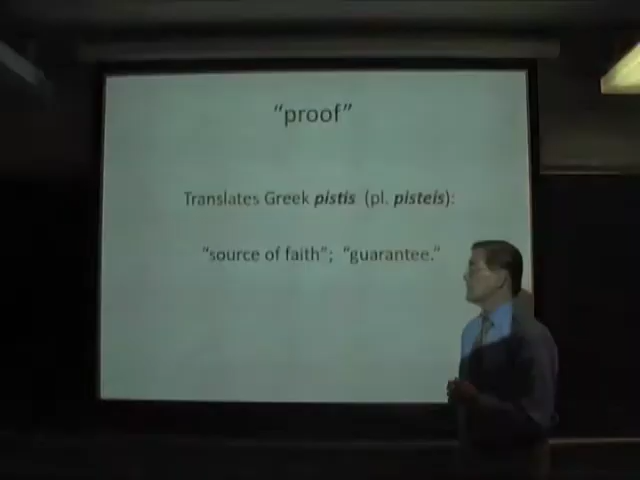 “proof”
Translates Greek pistis (pl. pisteis):
“source of faith”; “guarantee.”